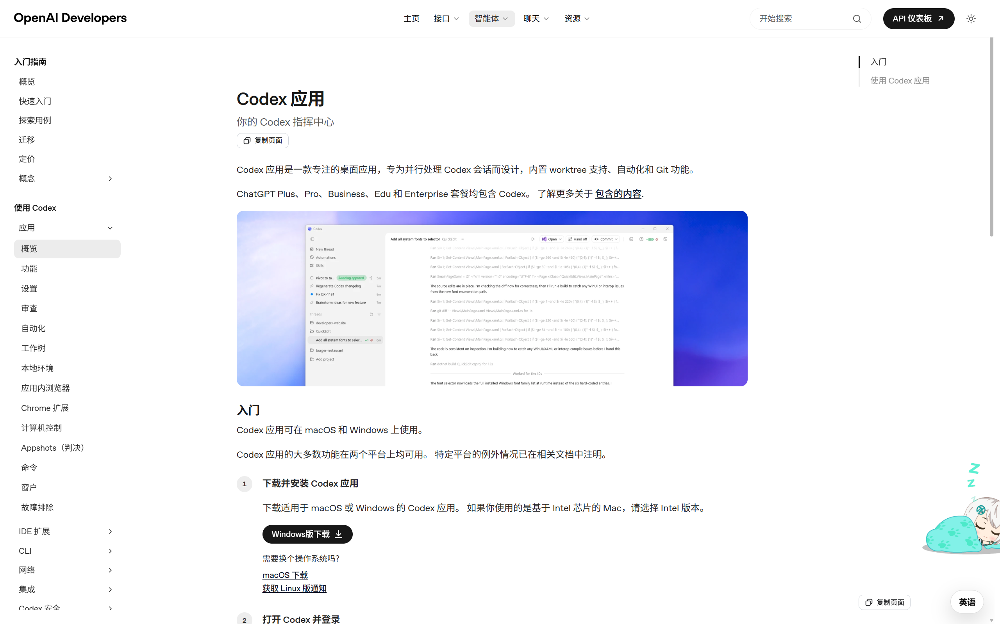 OpenAI Developers
主页
接口
智能体
聊天
资源
开始搜索
API 仪表板
入门指南
概览
快速入门
探索用例
迁移
定价
概念
使用 Codex
应用
概览
功能
设置
审查
自动化
工作树
本地环境
应用内浏览器
Chrome 扩展
计算机控制
Appshots（判决）
命令
窗户
故障排除
IDE 扩展
CLI
网络
集成
Codex 安全
Codex 应用
你的 Codex 指挥中心
复制页面
Codex 应用是一款专注的桌面应用，专为并行处理 Codex 会话而设计，内置 worktree 支持、自动化和 Git 功能。
ChatGPT Plus、Pro、Business、Edu 和 Enterprise 套餐均包含 Codex。 了解更多关于 包含的内容.
Codex
New thread
Automations
Skills
Pivot to ta... Awaiting approval 5m
Regenerate Codex changelog 7m
Fix DX-1181 8m
Brainstorm ideas for new feature 7m
Threads
developers-website
QuickEdit
Add all system fonts to selec... +1 -9 6m
burger-restaurant
Add project
Add all system fonts to selector QuickEdit ···
Open
Hand off
Commit
+889 -0
Ran $i=1; Get-Content Views\MainPage.xaml.cs | ForEach-Object { if ($i -ge 260 -and $i -le 460) { "{0,4}: {1}" -f $i, $_ }; $i++...
Ran $i=1; Get-Content Views\MainPage.xaml | ForEach-Object { if ($i -ge 80 -and $i -le 105) { "{0,4}: {1}" -f $i, $_ }; $i++ } fo...
Ran $mainPageXaml = @' <?xml version="1.0" encoding="UTF-8" ?> <Page x:Class="QuickEdit.Views.MainPage" xmlns="...
The source edits are in place. I'm checking the diff now for correctness, then I'll run a build to catch any WinUI or interop issues
from the new font enumeration path.
Ran $i=1; Get-Content Views\MainPage.xaml.cs | ForEach-Object { if ($i -ge 1 -and $i -le 220) { "{0,4}: {1}" -f $i, $_ }; $i++ } f...
Ran git diff -- Views\MainPage.xaml Views\MainPage.xaml.cs for 1s
Ran $i=1; Get-Content Views\MainPage.xaml.cs | ForEach-Object { if ($i -ge 220 -and $i -le 460) { "{0,4}: {1}" -f $i, $_ }; $i++...
Ran $i=1; Get-Content Views\MainPage.xaml | ForEach-Object { if ($i -ge 84 -and $i -le 100) { "{0,4}: {1}" -f $i, $_ }; $i++ } fo...
Ran $i=1; Get-Content Views\MainPage.xaml.cs | ForEach-Object { if ($i -ge 460 -and $i -le 560) { "{0,4}: {1}" -f $i, $_ }; $i++...
The code is consistent on inspection. I'm building now to catch any WinUI/XAML or interop compile issues before I hand this
back.
Ran dotnet build QuickEdit.csproj for 13s
Worked for 6m 40s
The font selector now loads the full installed Windows font family list at runtime instead of the six hard-coded entries. I
入门
Codex 应用可在 macOS 和 Windows 上使用。
Codex 应用的大多数功能在两个平台上均可用。 特定平台的例外情况已在相关文档中注明。
1 下载并安装 Codex 应用
下载适用于 macOS 或 Windows 的 Codex 应用。 如果你使用的是基于 Intel 芯片的 Mac，请选择 Intel 版本。
Windows版下载
需要换个操作系统吗？
macOS 下载
获取 Linux 版通知
2 打开 Codex 并登录
入门
使用 Codex 应用
Z
Z
Z
复制页面
英语